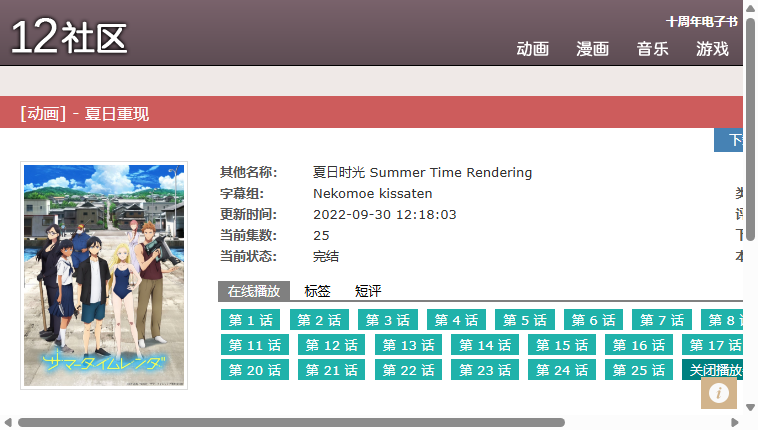 12社区
十周年电子书
动画 漫画 音乐 游戏
[动画] - 夏日重现
其他名称: 夏日时光 Summer Time Rendering
字幕组: Nekomoe kissaten
更新时间: 2022-09-30 12:18:03
当前集数: 25
当前状态: 完结
在线播放 标签 短评
第 1 话 第 2 话 第 3 话 第 4 话 第 5 话 第 6 话 第 7 话 第 8
第 11 话 第 12 话 第 13 话 第 14 话 第 15 话 第 16 话 第 17 话
第 20 话 第 21 话 第 22 话 第 23 话 第 24 话 第 25 话 关闭播放
サマータイムレンダ